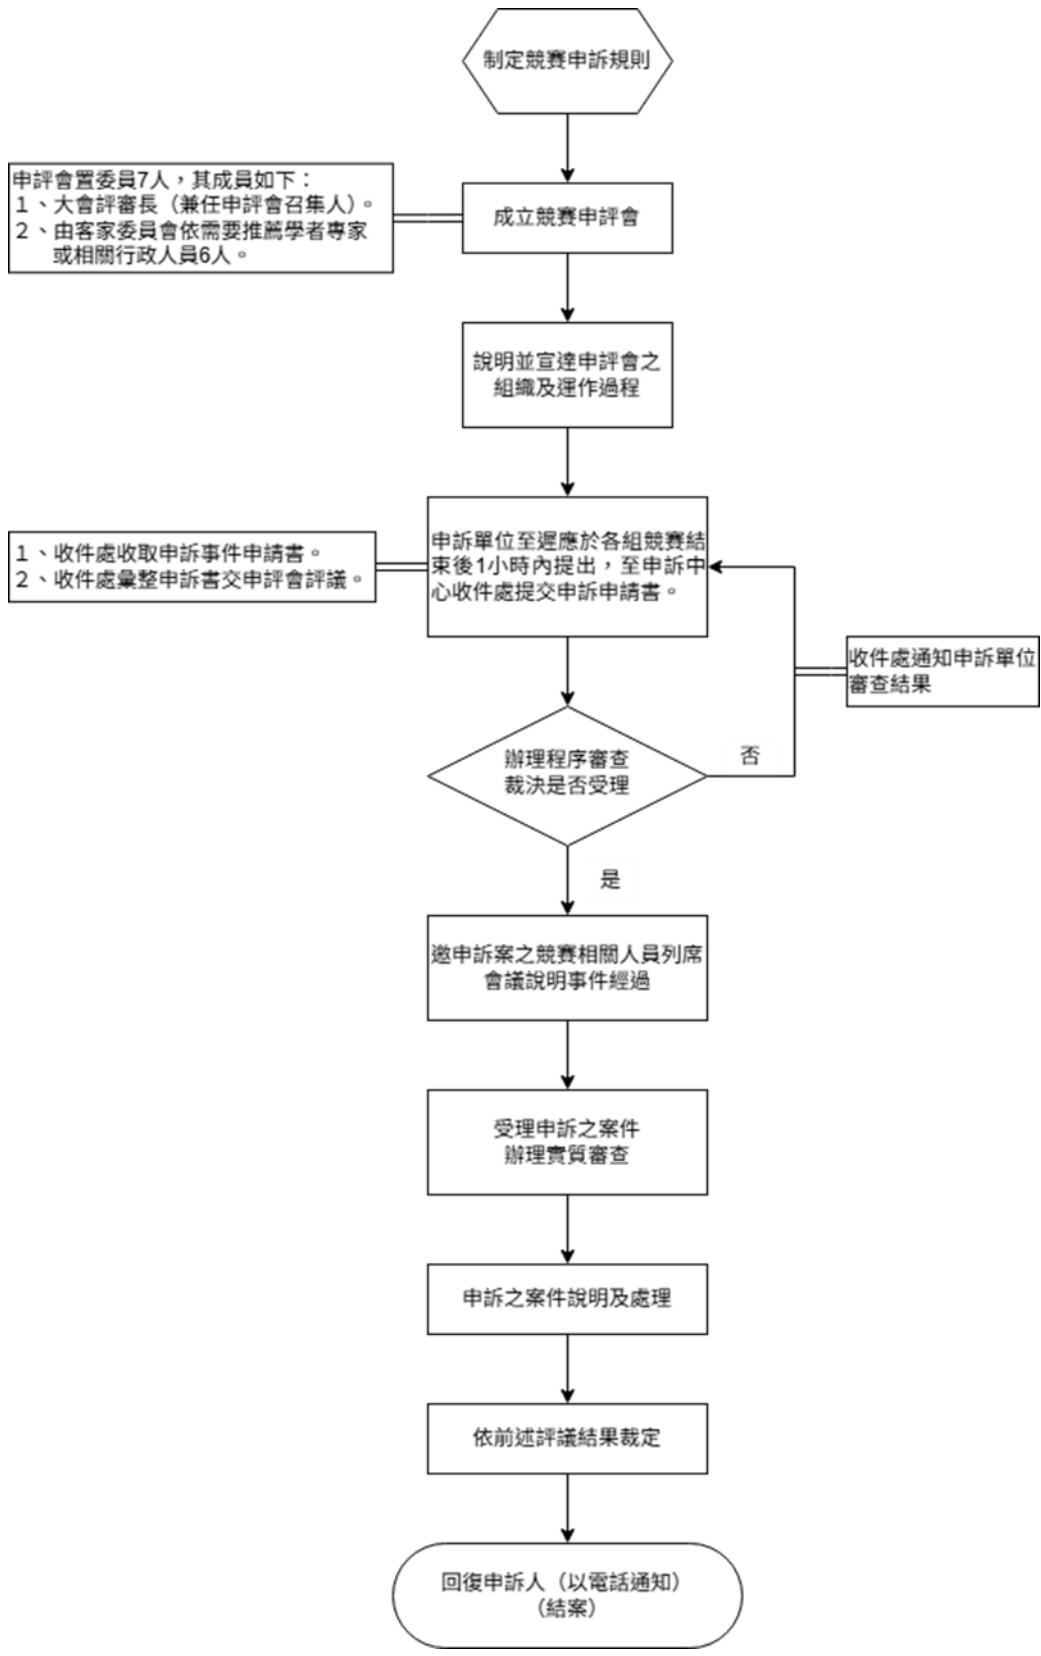 制定競賽申訴規則
申評會置委員7人，其成員如下：
１、大會評審長（兼任申評會召集人）。
２、由客家委員會依需要推薦學者專家
或相關行政人員6人。
成立競賽申評會
說明並宣達申評會之
組織及運作過程
１、收件處收取申訴事件申請書。
２、收件處彙整申訴書交申評會評議。
申訴單位至遲應於各組競賽結
束後1小時內提出，至申訴中
心收件處提交申訴申請書。
收件處通知申訴單位
審查結果
辦理程序審查
裁決是否受理
否
是
邀申訴案之競賽相關人員列席
會議說明事件經過
受理申訴之案件
辦理實質審查
申訴之案件說明及處理
依前述評議結果裁定
回復申訴人（以電話通知）
（結案）